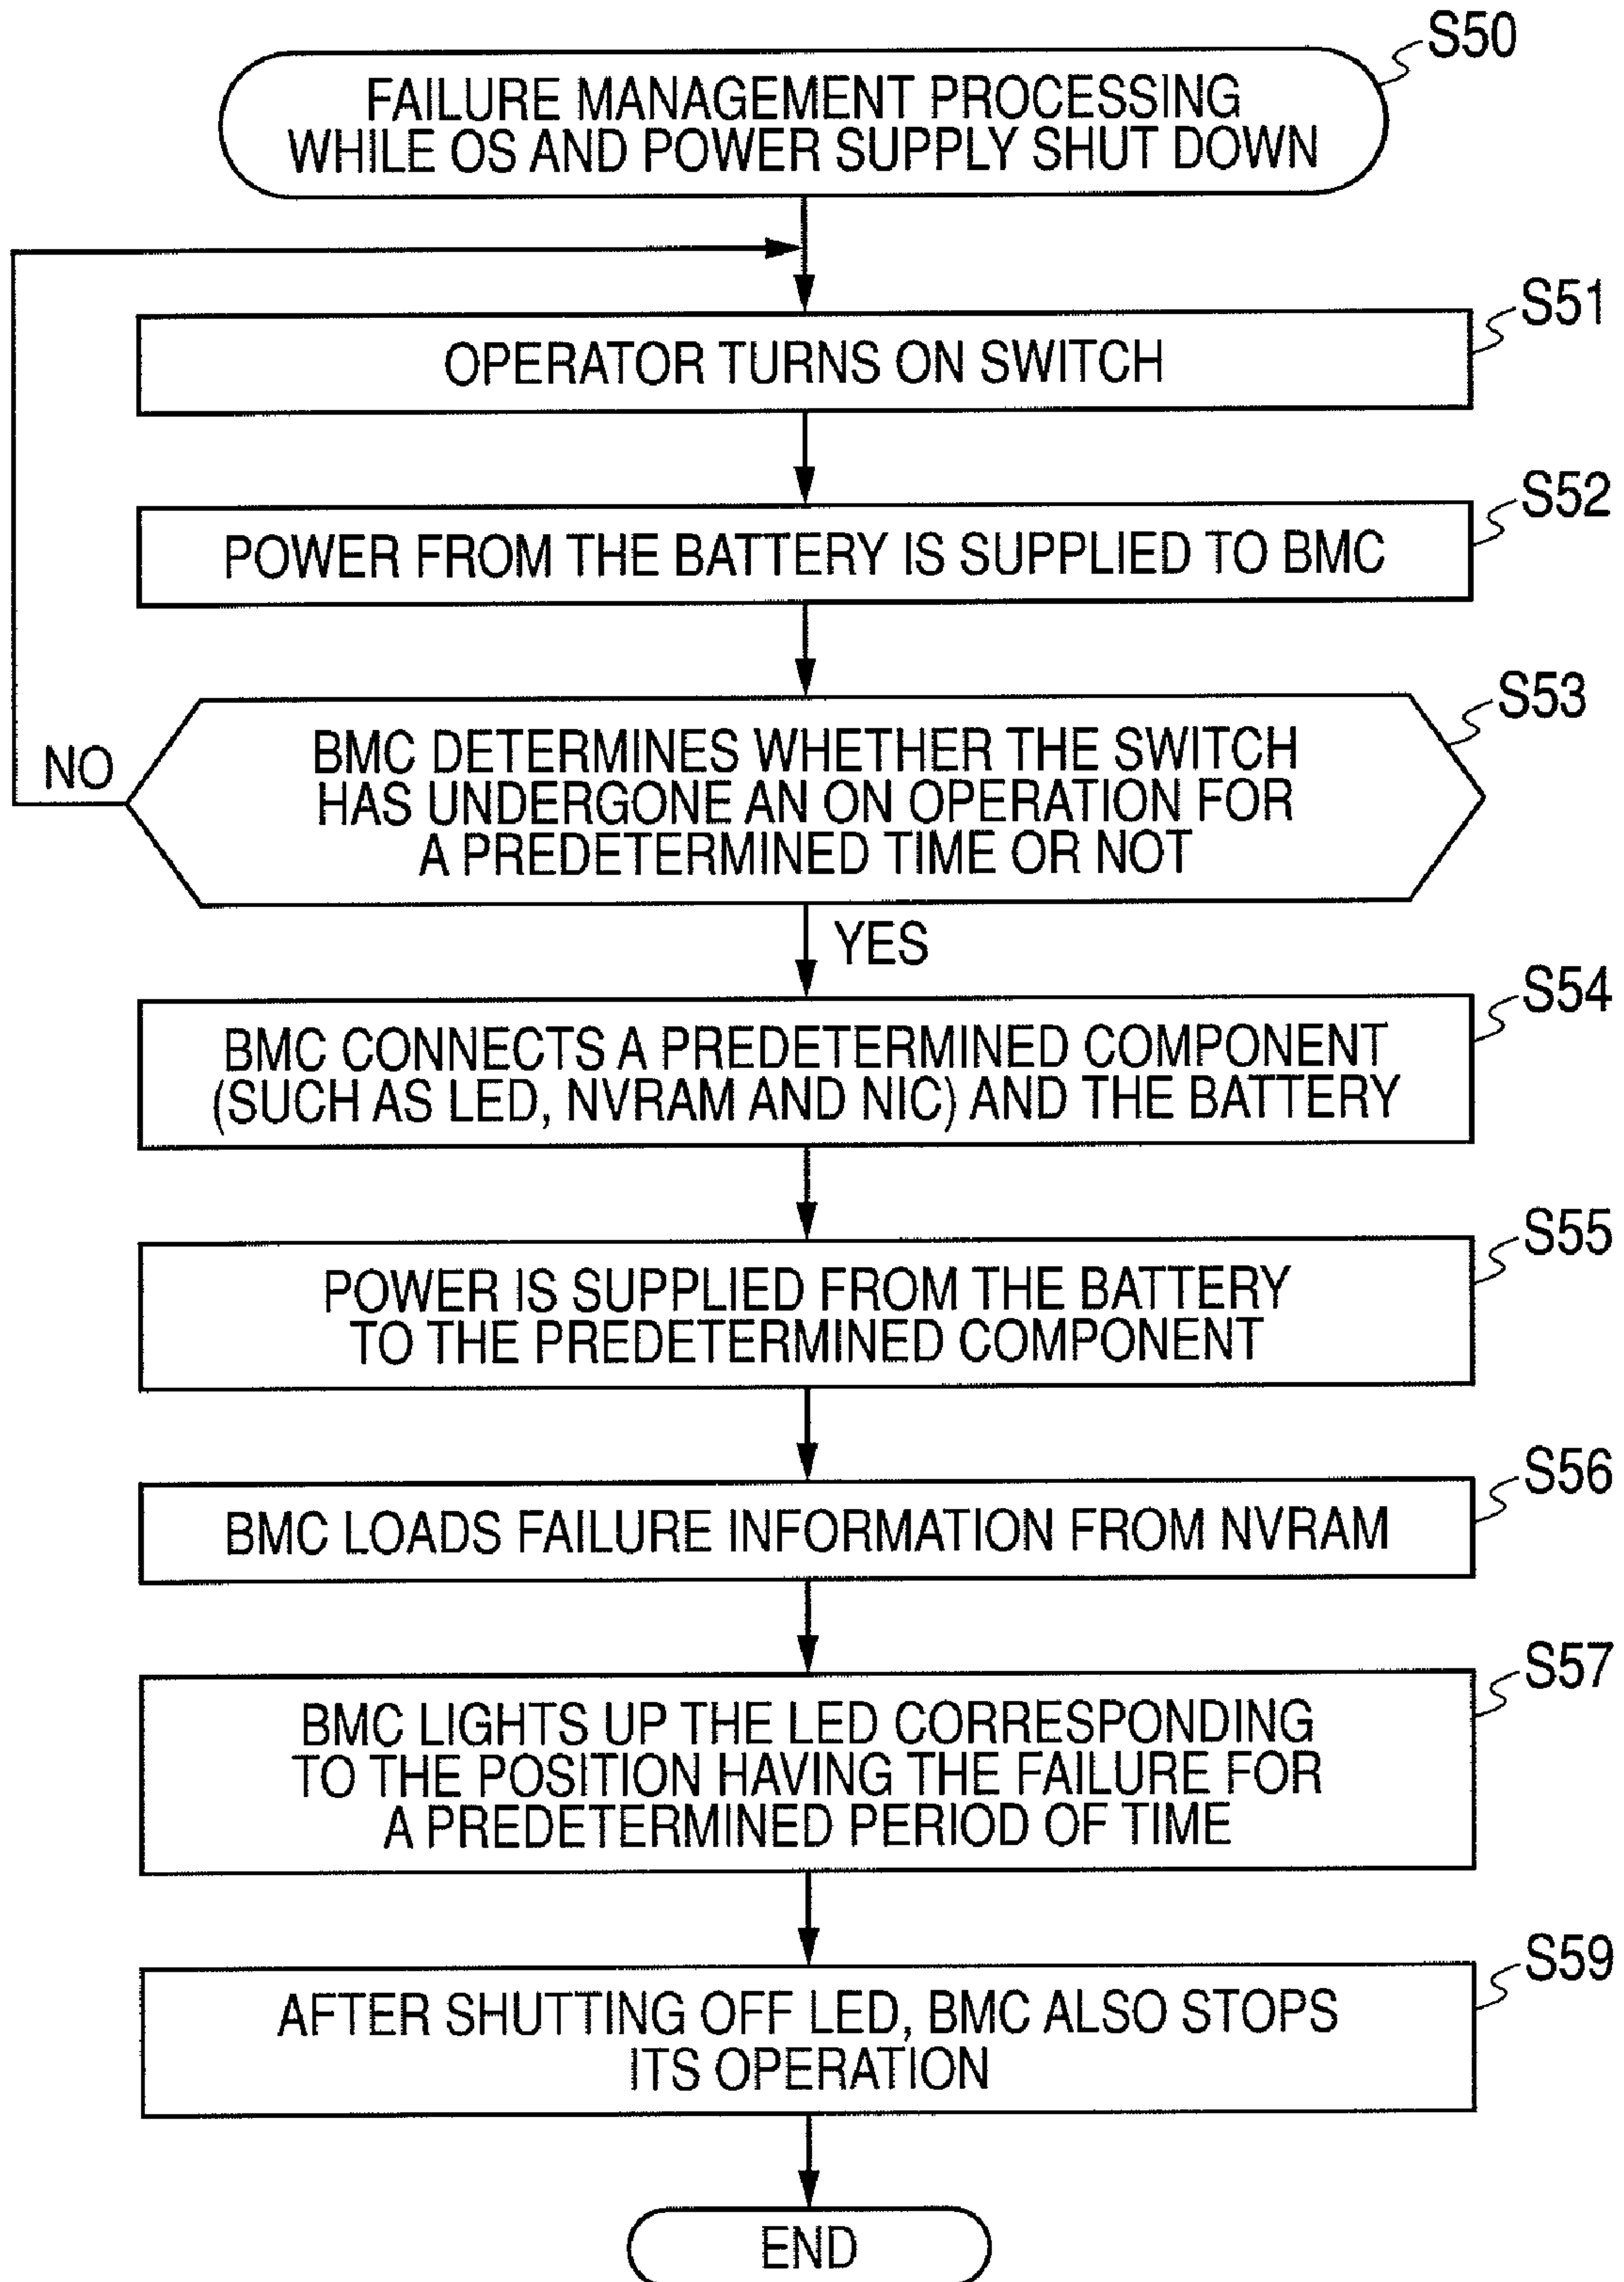 S50
FAILURE MANAGEMENT PROCESSING
WHILE OS AND POWER SUPPLY SHUT DOWN
S51
OPERATOR TURNS ON SWITCH
S52
POWER FROM THE BATTERY IS SUPPLIED TO BMC
S53
BMC DETERMINES WHETHER THE SWITCH
HAS UNDERGONE AN ON OPERATION FOR
A PREDETERMINED TIME OR NOT
NO
YES
S54
BMC CONNECTS A PREDETERMINED COMPONENT
(SUCH AS LED, NVRAM AND NIC) AND THE BATTERY
S55
POWER IS SUPPLIED FROM THE BATTERY
TO THE PREDETERMINED COMPONENT
S56
BMC LOADS FAILURE INFORMATION FROM NVRAM
S57
BMC LIGHTS UP THE LED CORRESPONDING
TO THE POSITION HAVING THE FAILURE FOR
A PREDETERMINED PERIOD OF TIME
S59
AFTER SHUTTING OFF LED, BMC ALSO STOPS
ITS OPERATION
END